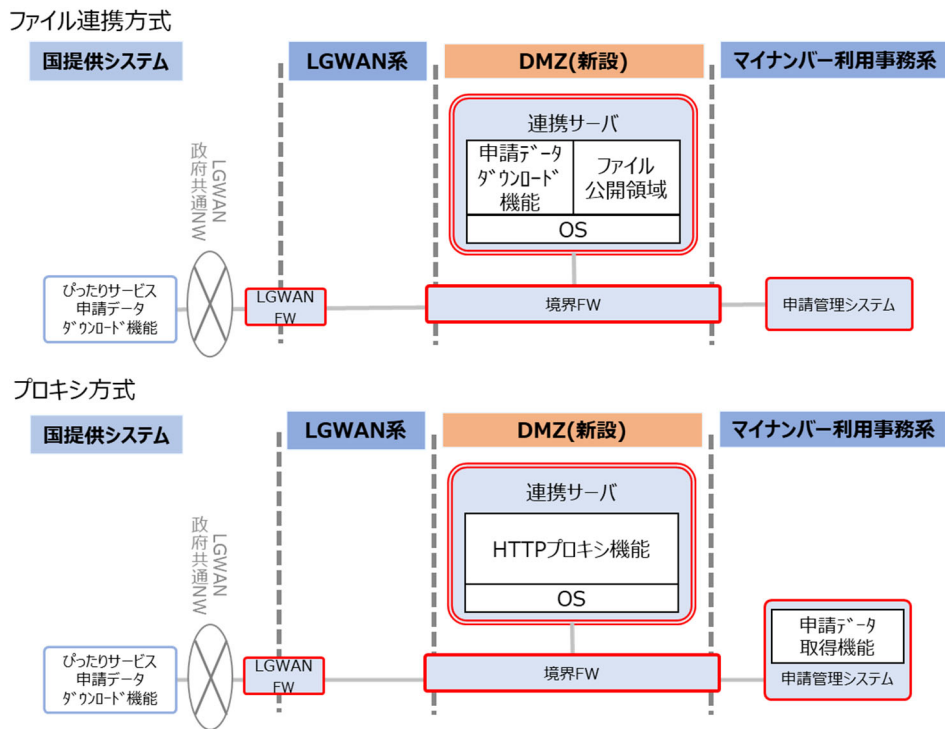 ファイル連携方式
国提供システム
LGWAN系
DMZ(新設)
マイナンバー利用事務系
連携サーバ
申請ﾃﾞｰﾀ
ﾀﾞｳﾝﾛｰﾄﾞ
機能
ファイル
公開領域
OS
LGWAN
政府共通NW
ぴったりサービス
申請データ
ﾀﾞｳﾝﾛｰﾄﾞ機能
LGWAN
FW
境界FW
申請管理システム
プロキシ方式
国提供システム
LGWAN系
DMZ(新設)
マイナンバー利用事務系
連携サーバ
HTTPプロキシ機能
OS
LGWAN
政府共通NW
ぴったりサービス
申請データ
ﾀﾞｳﾝﾛｰﾄﾞ機能
LGWAN
FW
境界FW
申請ﾃﾞｰﾀ
取得機能
申請管理システム